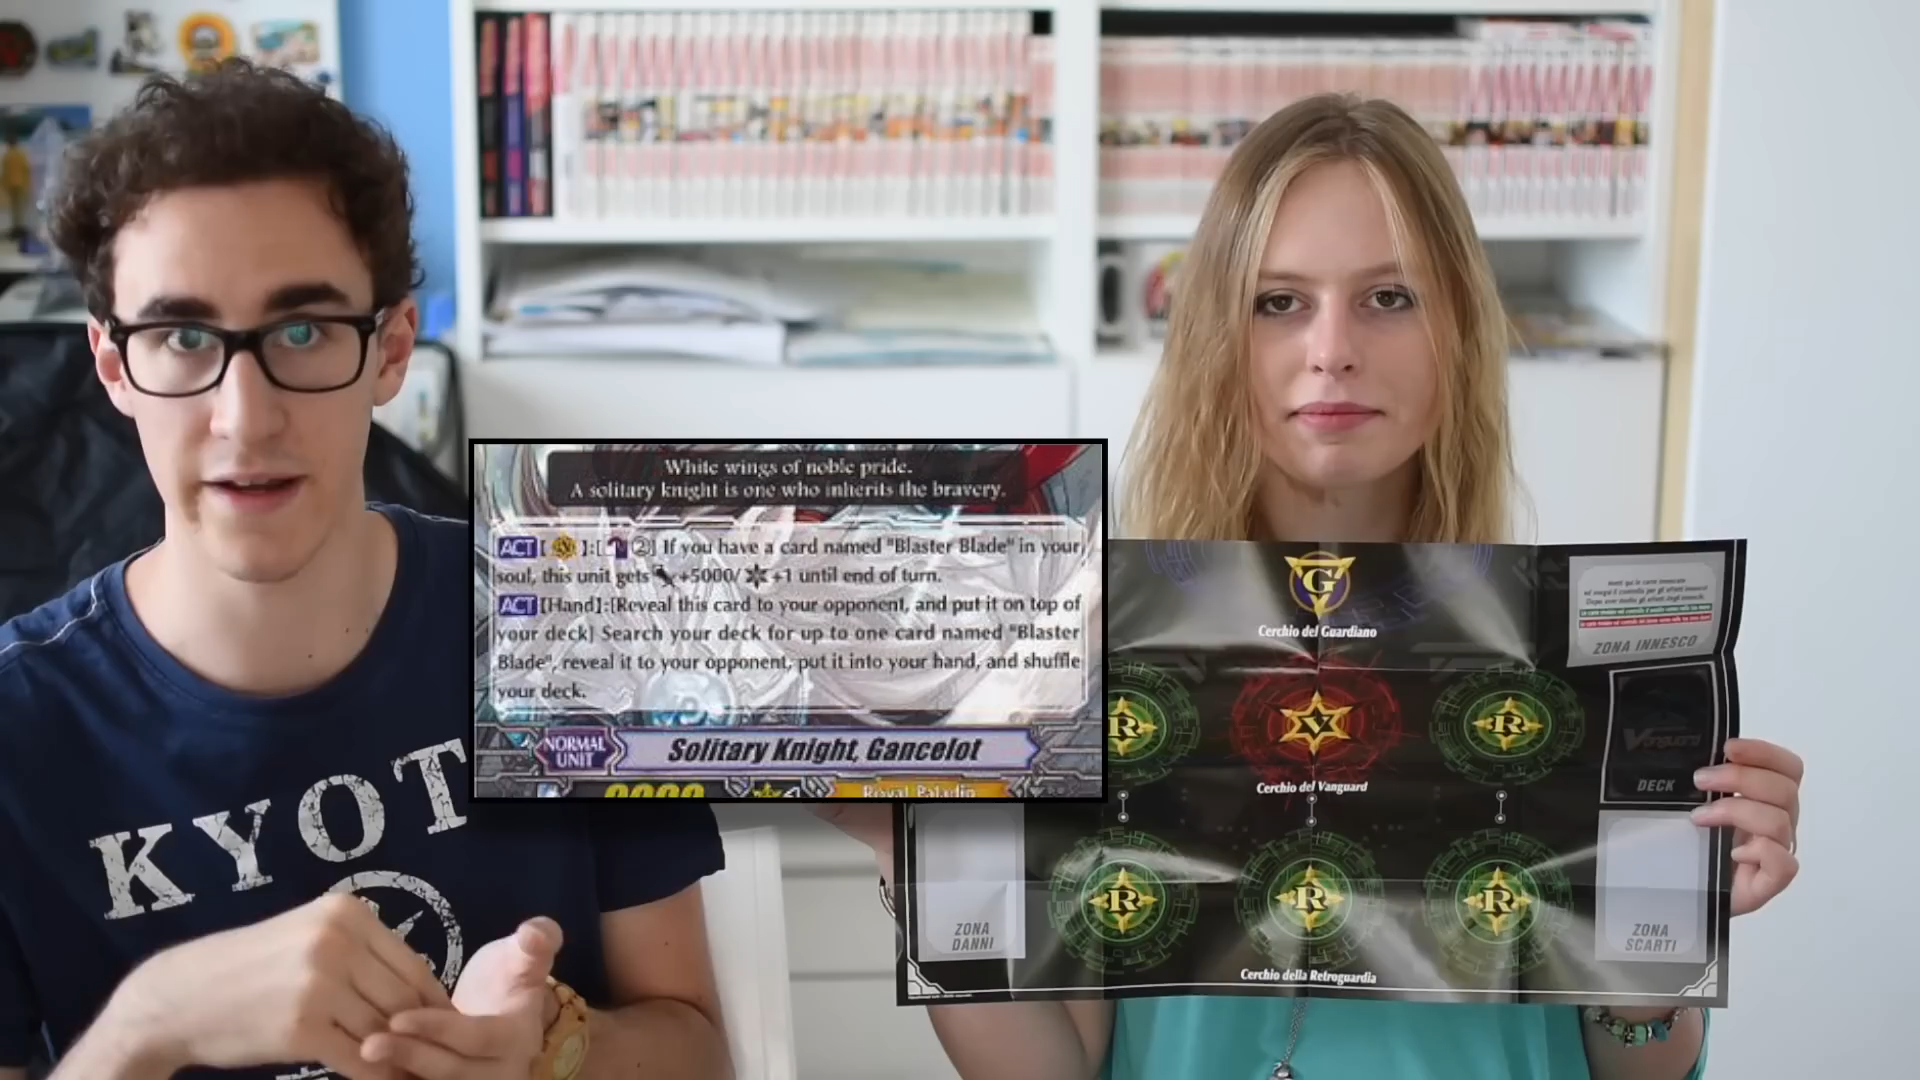 White wings of noble pride.
A solitary knight is one who inherits the bravery.
ACT [V]:[②] If you have a card named "Blaster Blade" in your
soul, this unit gets +5000/ +1 until end of turn.
ACT [Hand]:[Reveal this card to your opponent, and put it on top of
your deck] Search your deck for up to one card named "Blaster
Blade", reveal it to your opponent, put it into your hand, and shuffle
your deck.
NORMAL
UNIT
Solitary Knight, Gancelot
Royal Paladin
KYOT
G
Cerchio del Guardiano
ZONA INNESCO
R
V
R
Vanguard
DECK
Cerchio del Vanguard
R
R
R
ZONA
DANNI
ZONA
SCARTI
Cerchio della Retroguardia